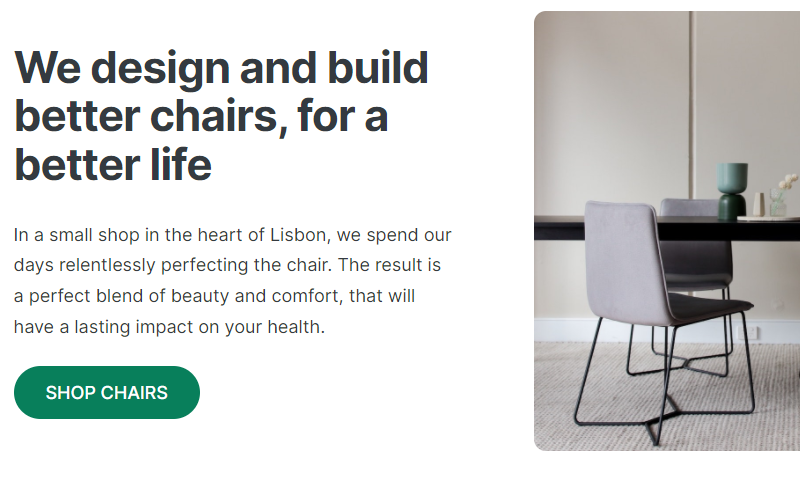 We design and build
better chairs, for a
better life
In a small shop in the heart of Lisbon, we spend our
days relentlessly perfecting the chair. The result is
a perfect blend of beauty and comfort, that will
have a lasting impact on your health.
SHOP CHAIRS